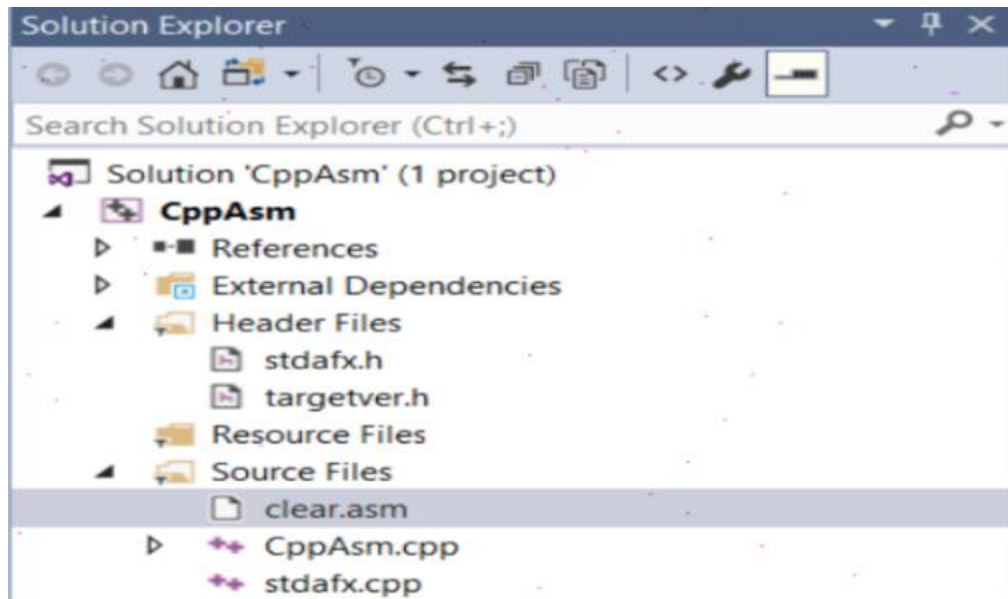 Solution Explorer
Search Solution Explorer (Ctrl+;)
Solution 'CppAsm' (1 project)
CppAsm
References
External Dependencies
Header Files
stdafx.h
targetver.h
Resource Files
Source Files
clear.asm
CppAsm.cpp
stdafx.cpp